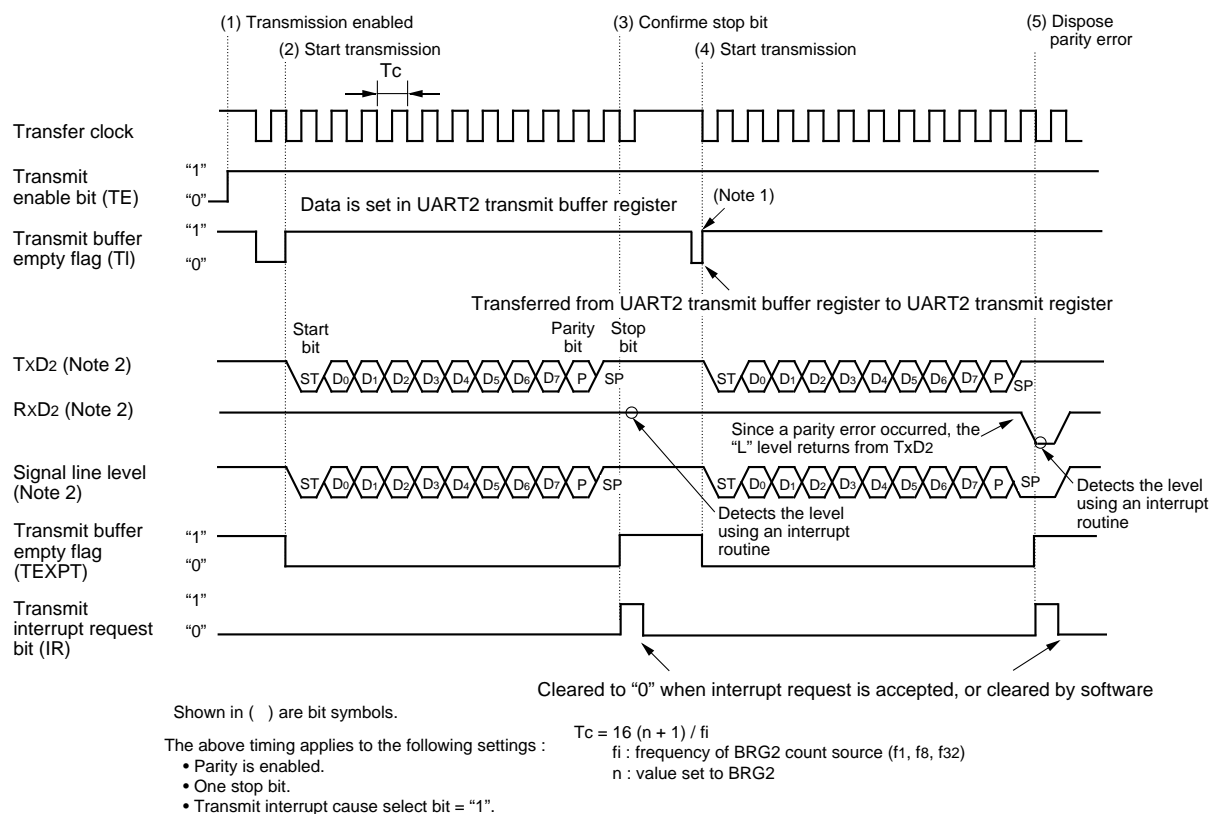 (1) Transmission enabled
(3) Confirme stop bit
(5) Dispose
parity error
(2) Start transmission
(4) Start transmission
Tc
Transfer clock
Transmit
enable bit (TE)
“1”
“0”
Data is set in UART2 transmit buffer register
(Note 1)
Transmit buffer
empty flag (TI)
“1”
“0”
Transferred from UART2 transmit buffer register to UART2 transmit register
Start
bit
Parity
bit
Stop
bit
TxD2 (Note 2)
ST D0 D1 D2 D3 D4 D5 D6 D7 P SP
ST D0 D1 D2 D3 D4 D5 D6 D7 P SP
RxD2 (Note 2)
Since a parity error occurred, the
“L” level returns from TxD2
Signal line level
(Note 2)
ST D0 D1 D2 D3 D4 D5 D6 D7 P SP
ST D0 D1 D2 D3 D4 D5 D6 D7 P SP
Detects the level
using an interrupt
routine
Detects the level
using an interrupt
routine
Transmit buffer
empty flag
(TEXPT)
“1”
“0”
Transmit
interrupt request
bit (IR)
“1”
“0”
Cleared to “0” when interrupt request is accepted, or cleared by software
Shown in ( ) are bit symbols.
The above timing applies to the following settings :
• Parity is enabled.
• One stop bit.
• Transmit interrupt cause select bit = “1”.
Tc = 16 (n + 1) / fi
fi : frequency of BRG2 count source (f1, f8, f32)
n : value set to BRG2